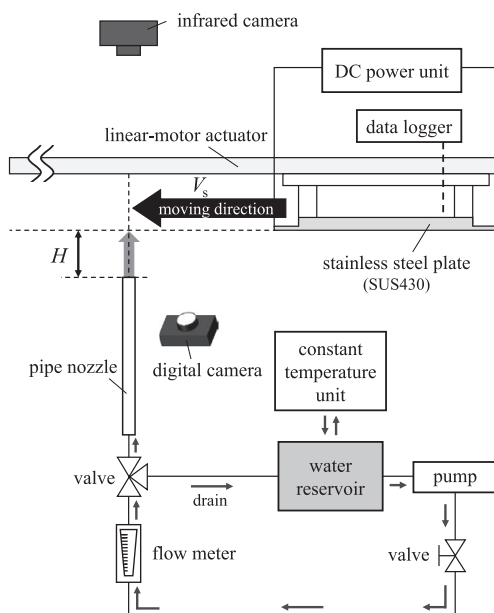 infrared camera
DC power unit
data logger
linear-motor actuator
Vs
moving direction
H
stainless steel plate
(SUS430)
pipe nozzle
digital camera
constant
temperature
unit
valve
drain
water
reservoir
pump
flow meter
valve